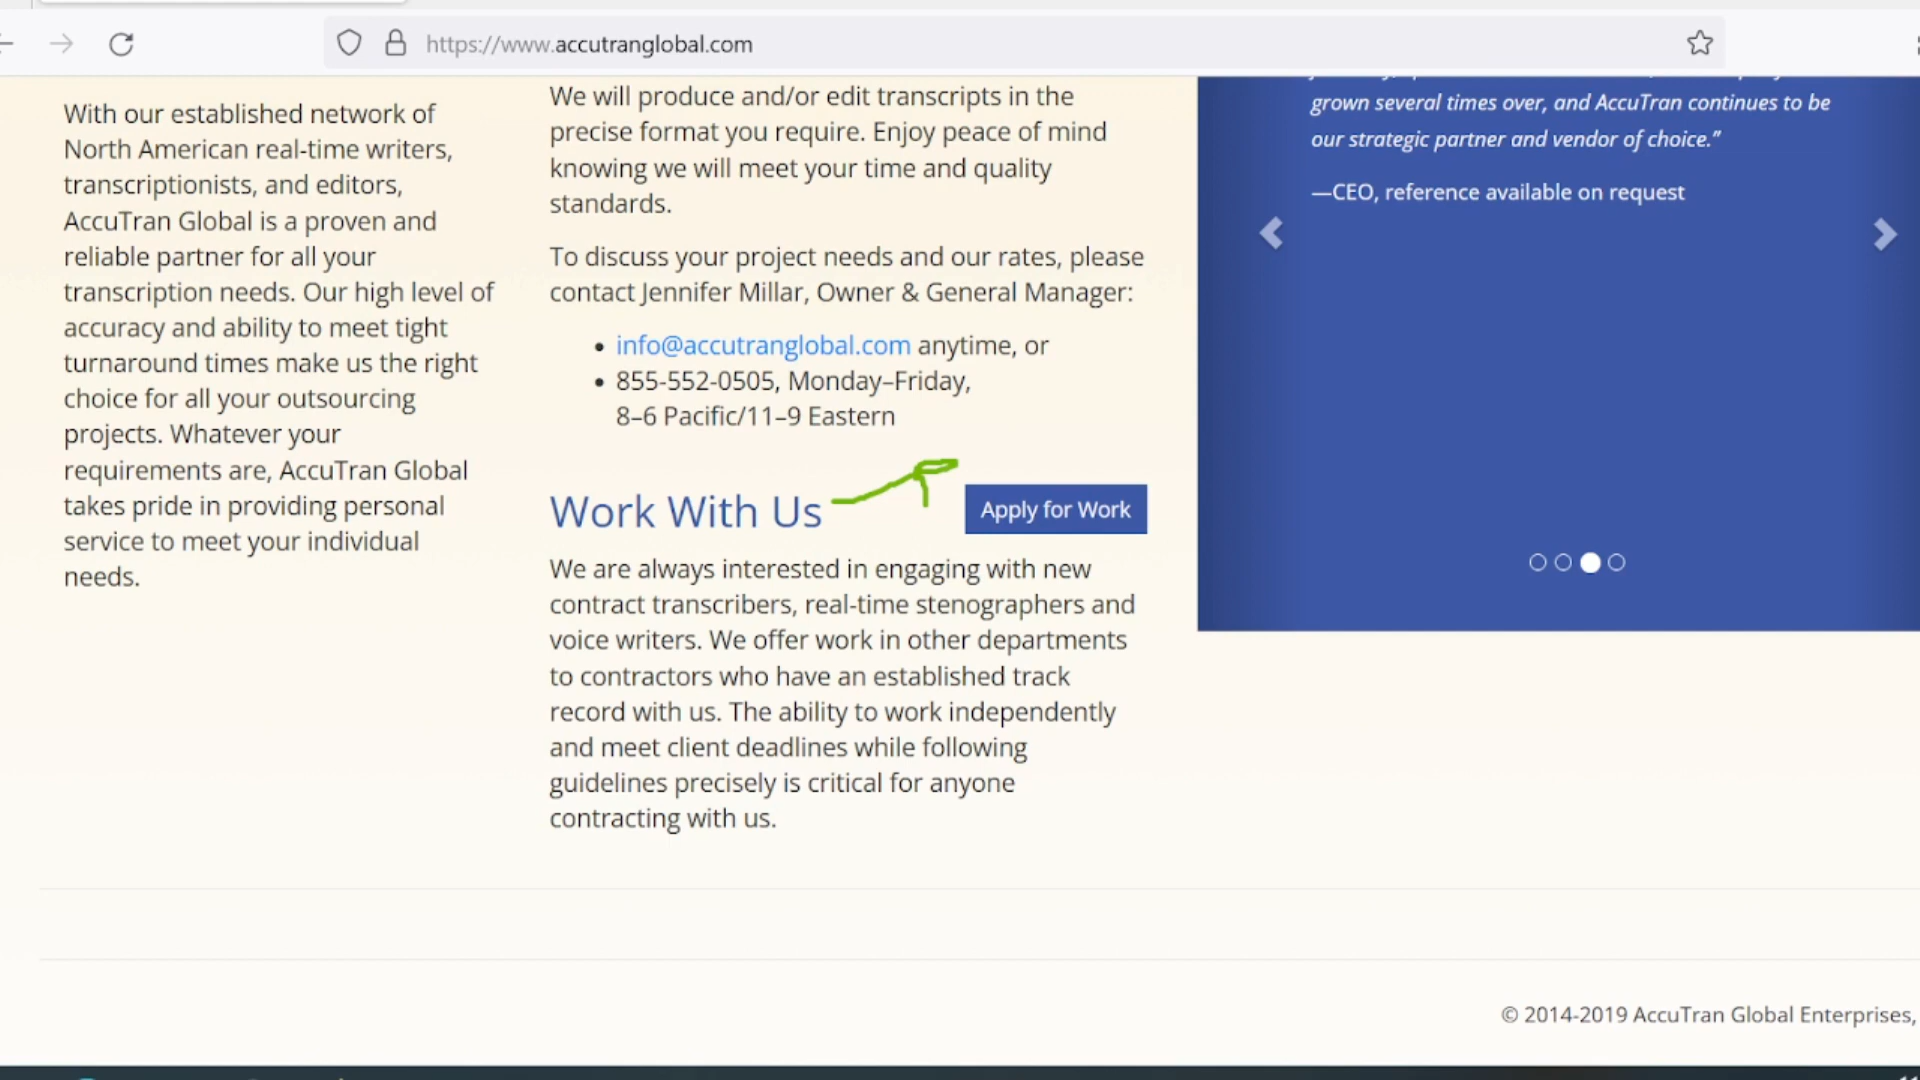 https://www.accutranglobal.com
With our established network of
North American real-time writers,
transcriptionists, and editors,
AccuTran Global is a proven and
reliable partner for all your
transcription needs. Our high level of
accuracy and ability to meet tight
turnaround times make us the right
choice for all your outsourcing
projects. Whatever your
requirements are, AccuTran Global
takes pride in providing personal
service to meet your individual
needs.
We will produce and/or edit transcripts in the
precise format you require. Enjoy peace of mind
knowing we will meet your time and quality
standards.
To discuss your project needs and our rates, please
contact Jennifer Millar, Owner & General Manager:
• info@accutranglobal.com anytime, or
• 855-552-0505, Monday–Friday,
8–6 Pacific/11–9 Eastern
Work With Us
Apply for Work
We are always interested in engaging with new
contract transcribers, real-time stenographers and
voice writers. We offer work in other departments
to contractors who have an established track
record with us. The ability to work independently
and meet client deadlines while following
guidelines precisely is critical for anyone
contracting with us.
grown several times over, and AccuTran continues to be
our strategic partner and vendor of choice.”
—CEO, reference available on request
© 2014-2019 AccuTran Global Enterprises,